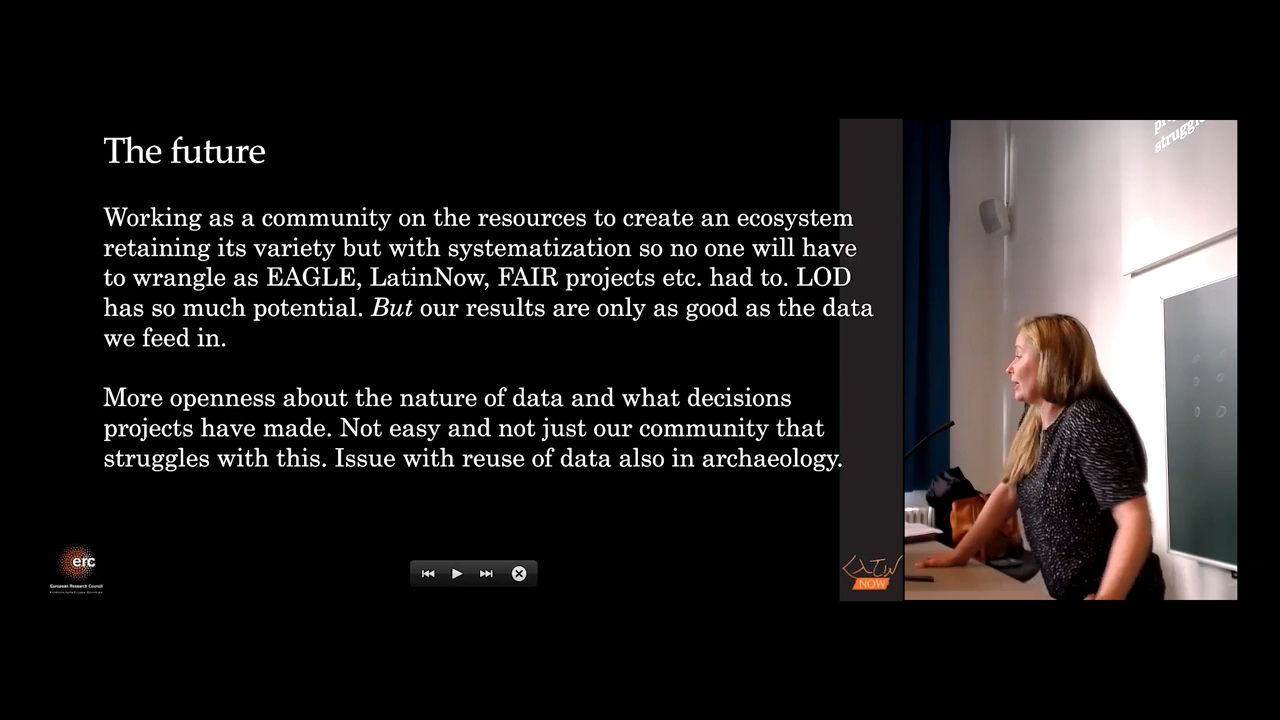 The future
Working as a community on the resources to create an ecosystem
retaining its variety but with systematization so no one will have
to wrangle as EAGLE, LatinNow, FAIR projects etc. had to. LOD
has so much potential. But our results are only as good as the data
we feed in.
More openness about the nature of data and what decisions
projects have made. Not easy and not just our community that
struggles with this. Issue with reuse of data also in archaeology.
erc
European Research Council
NOW